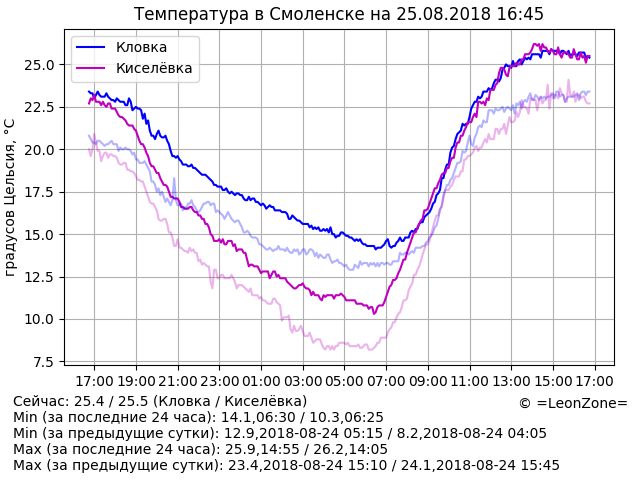 Температура в Смоленске на 25.08.2018 16:45
Кловка
Киселёвка
градусов Цельсия, °C
25.0
22.5
20.0
17.5
15.0
12.5
10.0
7.5
17:00 19:00 21:00 23:00 01:00 03:00 05:00 07:00 09:00 11:00 13:00 15:00 17:00
Сейчас: 25.4 / 25.5 (Кловка / Киселёвка)
© =LeonZone=
Min (за последние 24 часа): 14.1,06:30 / 10.3,06:25
Min (за предыдущие сутки): 12.9,2018-08-24 05:15 / 8.2,2018-08-24 04:05
Max (за последние 24 часа): 25.9,14:55 / 26.2,14:05
Max (за предыдущие сутки): 23.4,2018-08-24 15:10 / 24.1,2018-08-24 15:45